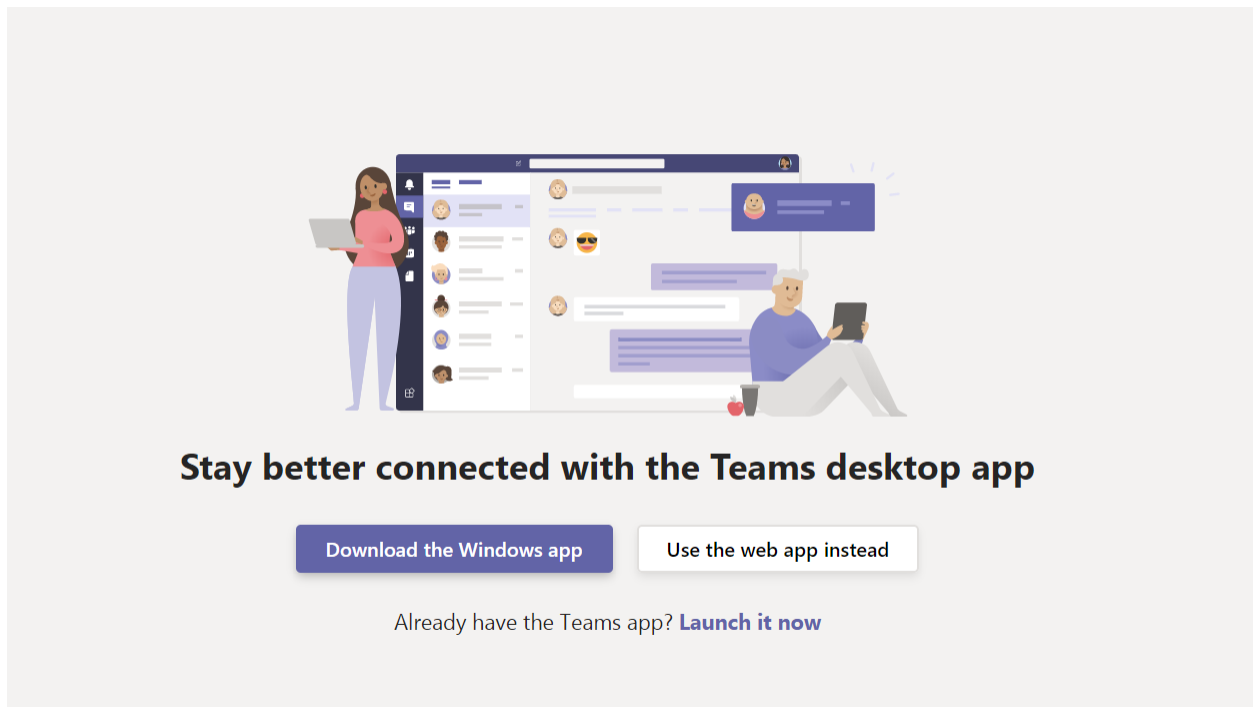 Stay better connected with the Teams desktop app
Download the Windows app
Use the web app instead
Already have the Teams app? Launch it now